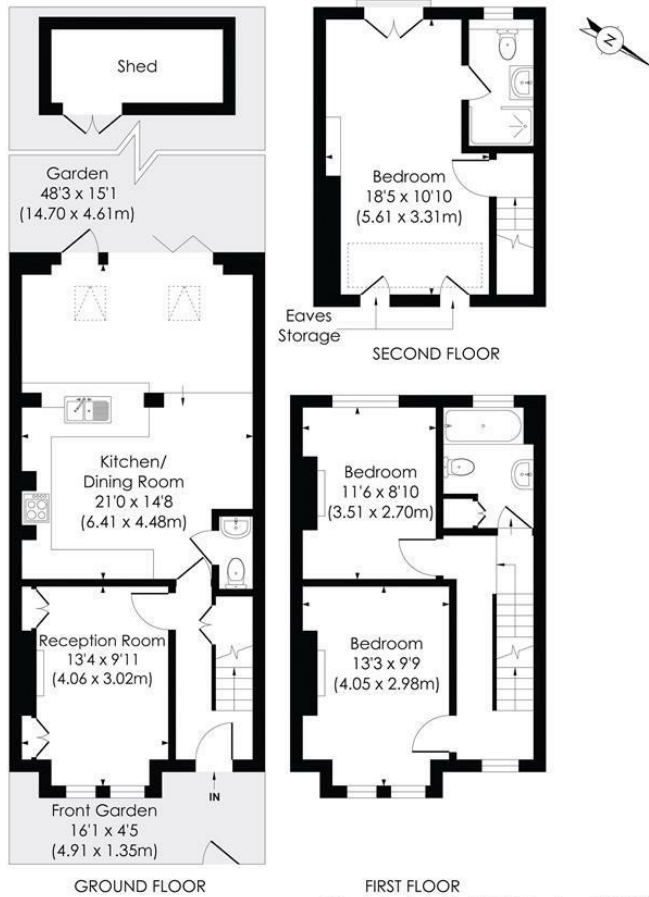 Shed
Garden
48'3 x 15'1
(14.70 x 4.61m)
Kitchen/
Dining Room
21'0 x 14'8
(6.41 x 4.48m)
Reception Room
13'4 x 9'11
(4.06 x 3.02m)
IN
Front Garden
16'1 x 4'5
(4.91 x 1.35m)
GROUND FLOOR
N
Bedroom
18'5 x 10'10
(5.61 x 3.31m)
Eaves
Storage
SECOND FLOOR
Bedroom
11'6 x 8'10
(3.51 x 2.70m)
Bedroom
13'3 x 9'9
(4.05 x 2.98m)
FIRST FLOOR